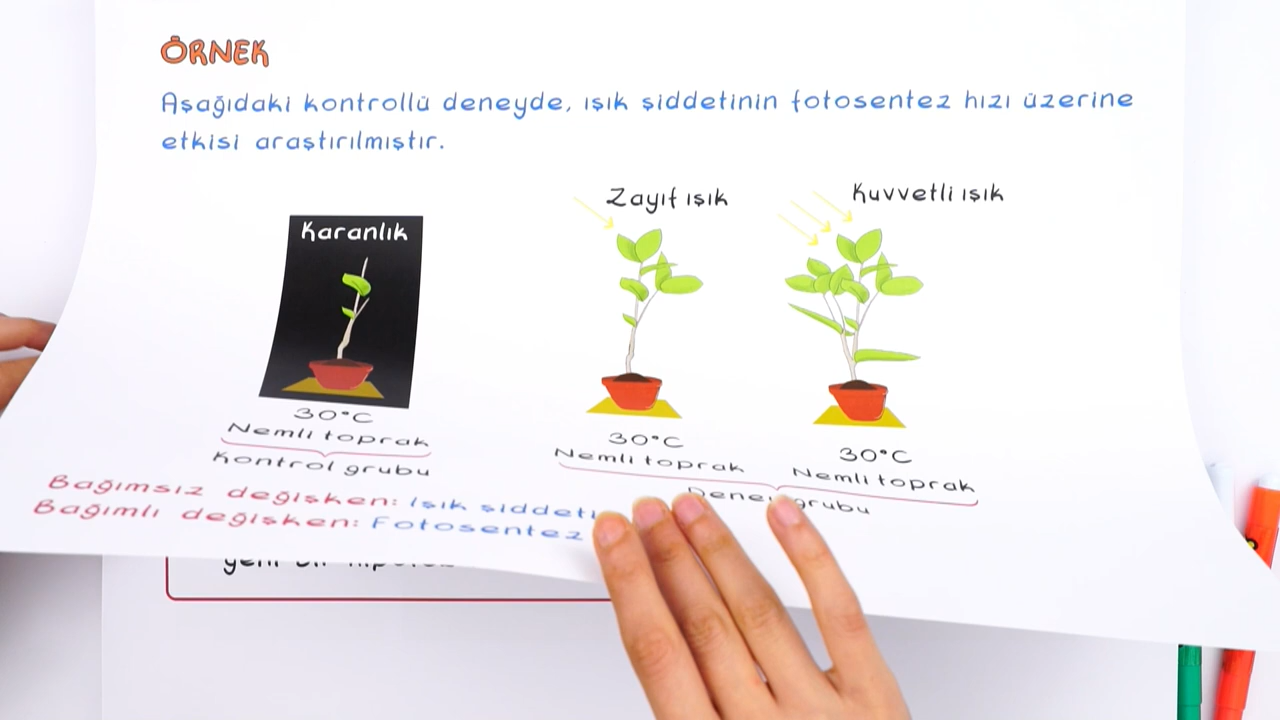 ÖRNEK
Aşağıdaki kontrollü deneyde, ışık şiddetinin fotosentez hızı üzerine
etkisi araştırılmıştır.
Karanlık
Zayıf ışık
Kuvvetli ışık
30°C
Nemli toprak
Kontrol grubu
30°C
Nemli toprak
30°C
Nemli toprak
grubu
Bağımsız değişken: Işık şiddeti
Bağımlı değişken: Fotosentez
bir